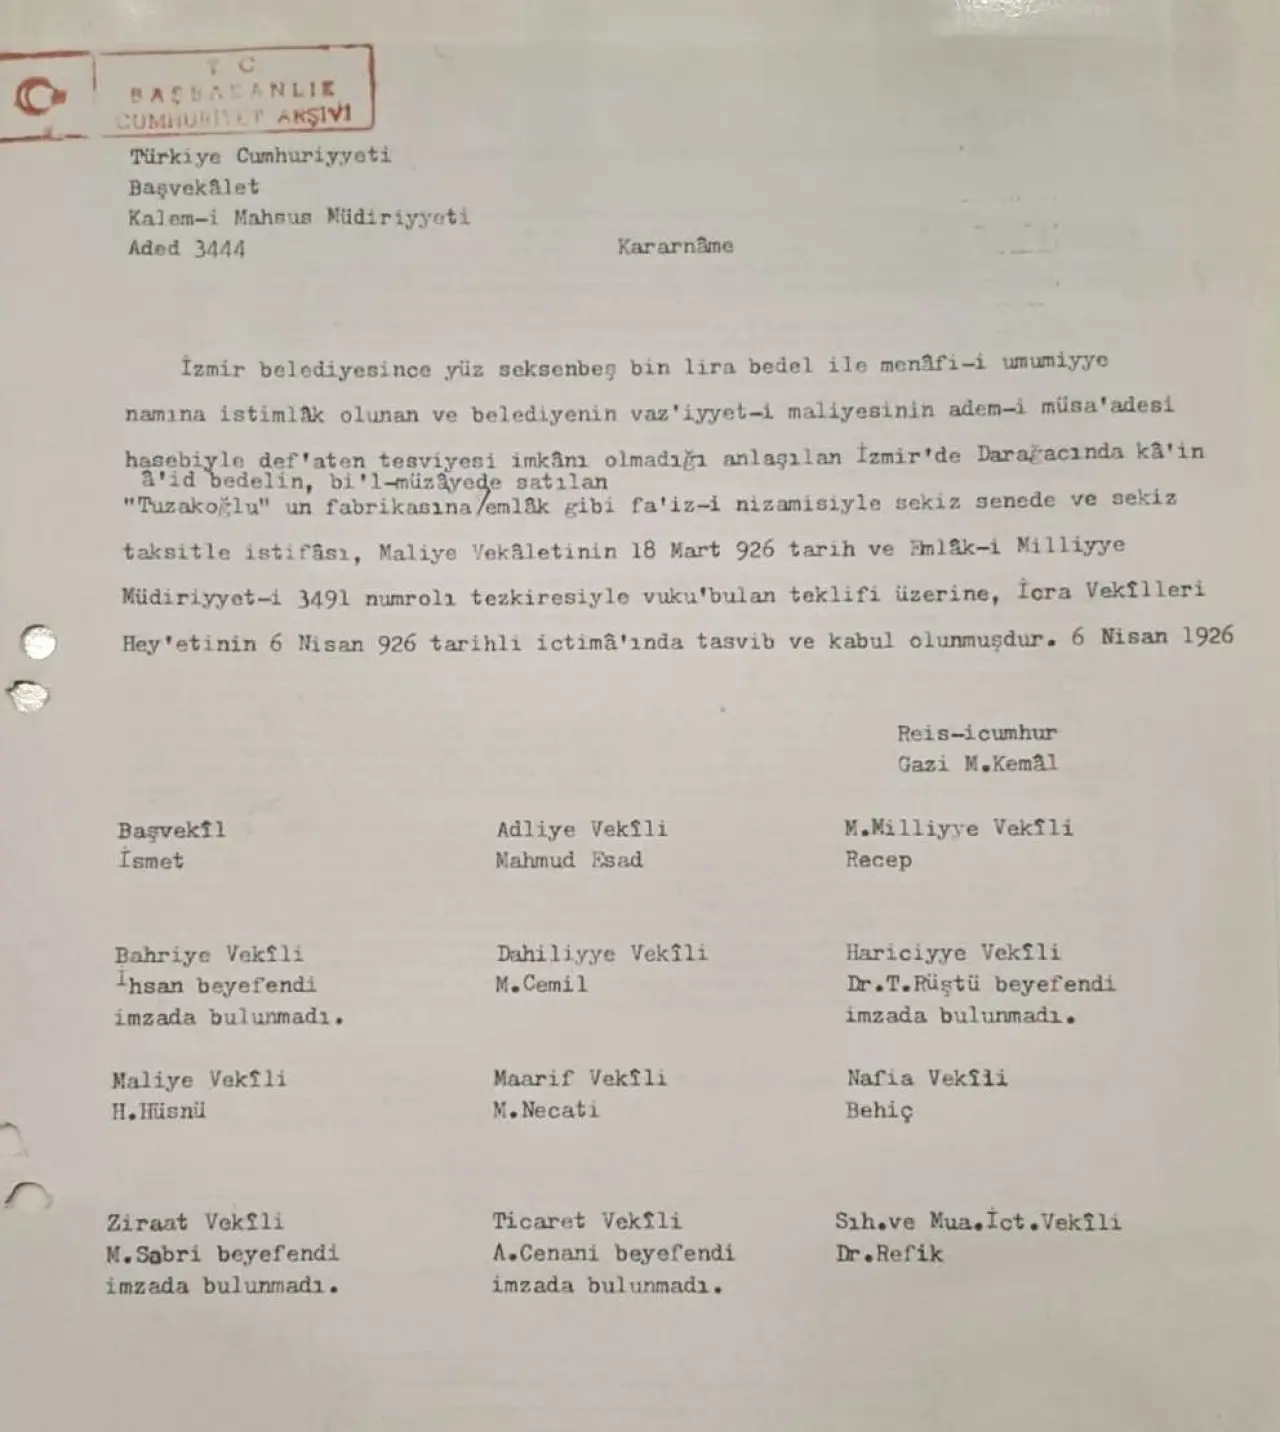 T C
BAŞBAKANLIK
CUMHURİYET ARŞİVİ
Türkiye Cumhuriyyeti
Başvekâlet
Kalem-i Mahsus Müdiriyyeti
Aded 3444
Kararnâme
İzmir belediyesince yüz seksenbeş bin lira bedel ile menâfi-i umumiyye
namına istimlâk olunan ve belediyenin vaz'iyyet-i maliyesinin adem-i müsa'adesi
hasebiyle def'aten tesviyesi imkânı olmadığı anlaşılan İzmir'de Darağacında kâ'in
â'id bedelin, bi'l-müzâyede satılan
"Tuzakoğlu" un fabrikasına/emlâk gibi fa'iz-i nizamisiyle sekiz senede ve sekiz
taksitle istifâsı, Maliye Vekâletinin 18 Mart 926 tarih ve Emlâk-i Milliyye
Müdiriyyet-i 3491 numrolı tezkiresiyle vuku'bulan teklifi üzerine, İcra Vekîlleri
Hey'etinin 6 Nisan 926 tarihli ictimâ'ında tasvib ve kabul olunmuşdur. 6 Nisan 1926
Reis-icumhur
Gazi M.Kemâl
Başvekîl Adliye Vekîli M.Milliyye Vekîli
İsmet Mahmud Esad Recep
Bahriye Vekîli Dahiliyye Vekîli Hariciyye Vekîli
İhsan beyefendi M.Cemil Dr.T.Rüştü beyefendi
imzada bulunmadı. imzada bulunmadı.
Maliye Vekîli Maarif Vekîli Nafia Vekîli
H.Hüsnü M.Necati Behiç
Ziraat Vekîli Ticaret Vekîli Sıh.ve Mua.İct.Vekîli
M.Sabri beyefendi A.Cenani beyefendi Dr.Refik
imzada bulunmadı. imzada bulunmadı.